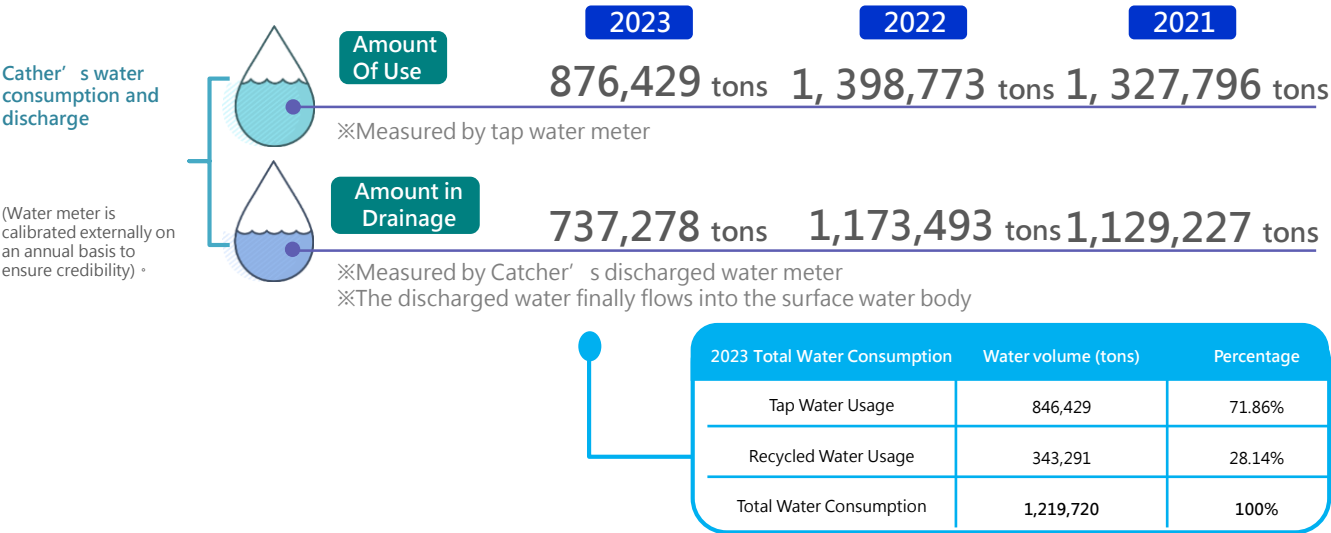 2023 2022 2021
Amount
Of Use
Cather’s water
consumption and
discharge
876,429 tons 1, 398,773 tons 1, 327,796 tons
※Measured by tap water meter
Amount in
Drainage
(Water meter is
calibrated externally on
an annual basis to
ensure credibility)。
737,278 tons 1,173,493 tons 1,129,227 tons
※Measured by Catcher’s discharged water meter
※The discharged water finally flows into the surface water body
2023 Total Water Consumption Water volume (tons) Percentage
Tap Water Usage 846,429 71.86%
Recycled Water Usage 343,291 28.14%
Total Water Consumption 1,219,720 100%